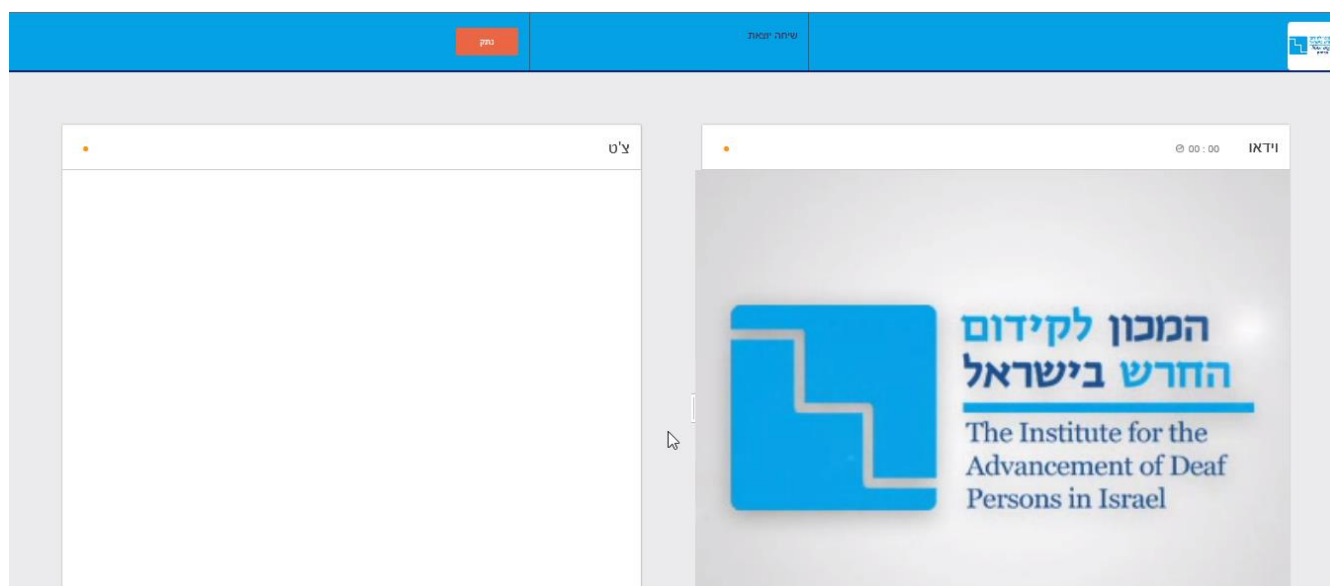 שיחה יוצאת
נתק
וידאו 00 : 00
צ'ט
המכון לקידום
החרש בישראל
The Institute for the
Advancement of Deaf
Persons in Israel